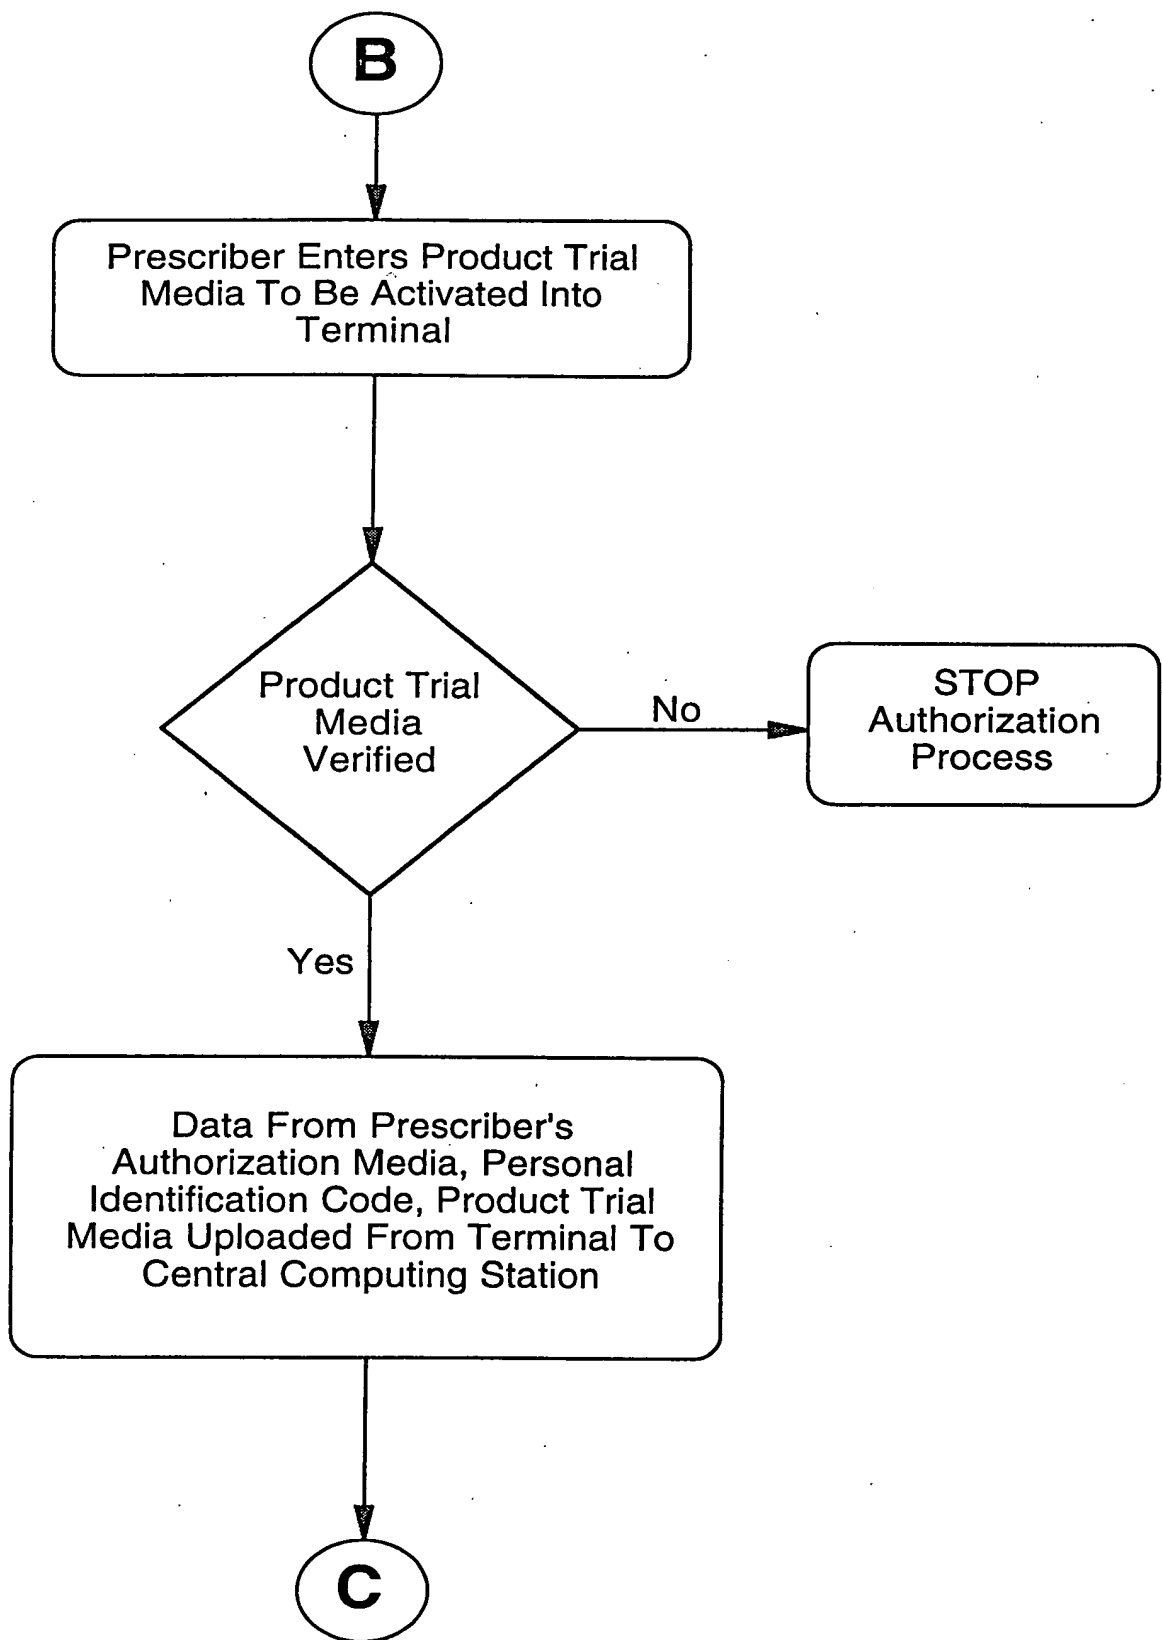 B
Prescriber Enters Product Trial
Media To Be Activated Into
Terminal
Product Trial
Media
Verified
No
STOP
Authorization
Process
Yes
Data From Prescriber's
Authorization Media, Personal
Identification Code, Product Trial
Media Uploaded From Terminal To
Central Computing Station
C